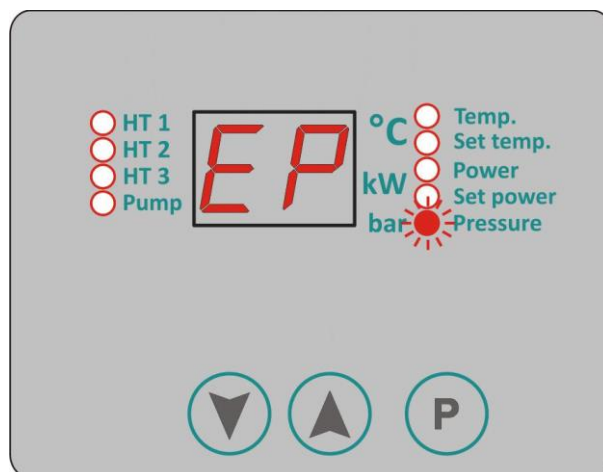 HT 1
HT 2
HT 3
Pump
EP
°C
kW
bar
Temp.
Set temp.
Power
Set power
Pressure
P